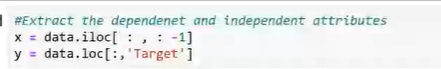 #Extract the dependenet and independent attributes
x = data.iloc[ : , : -1]
y = data.loc[:,'Target']